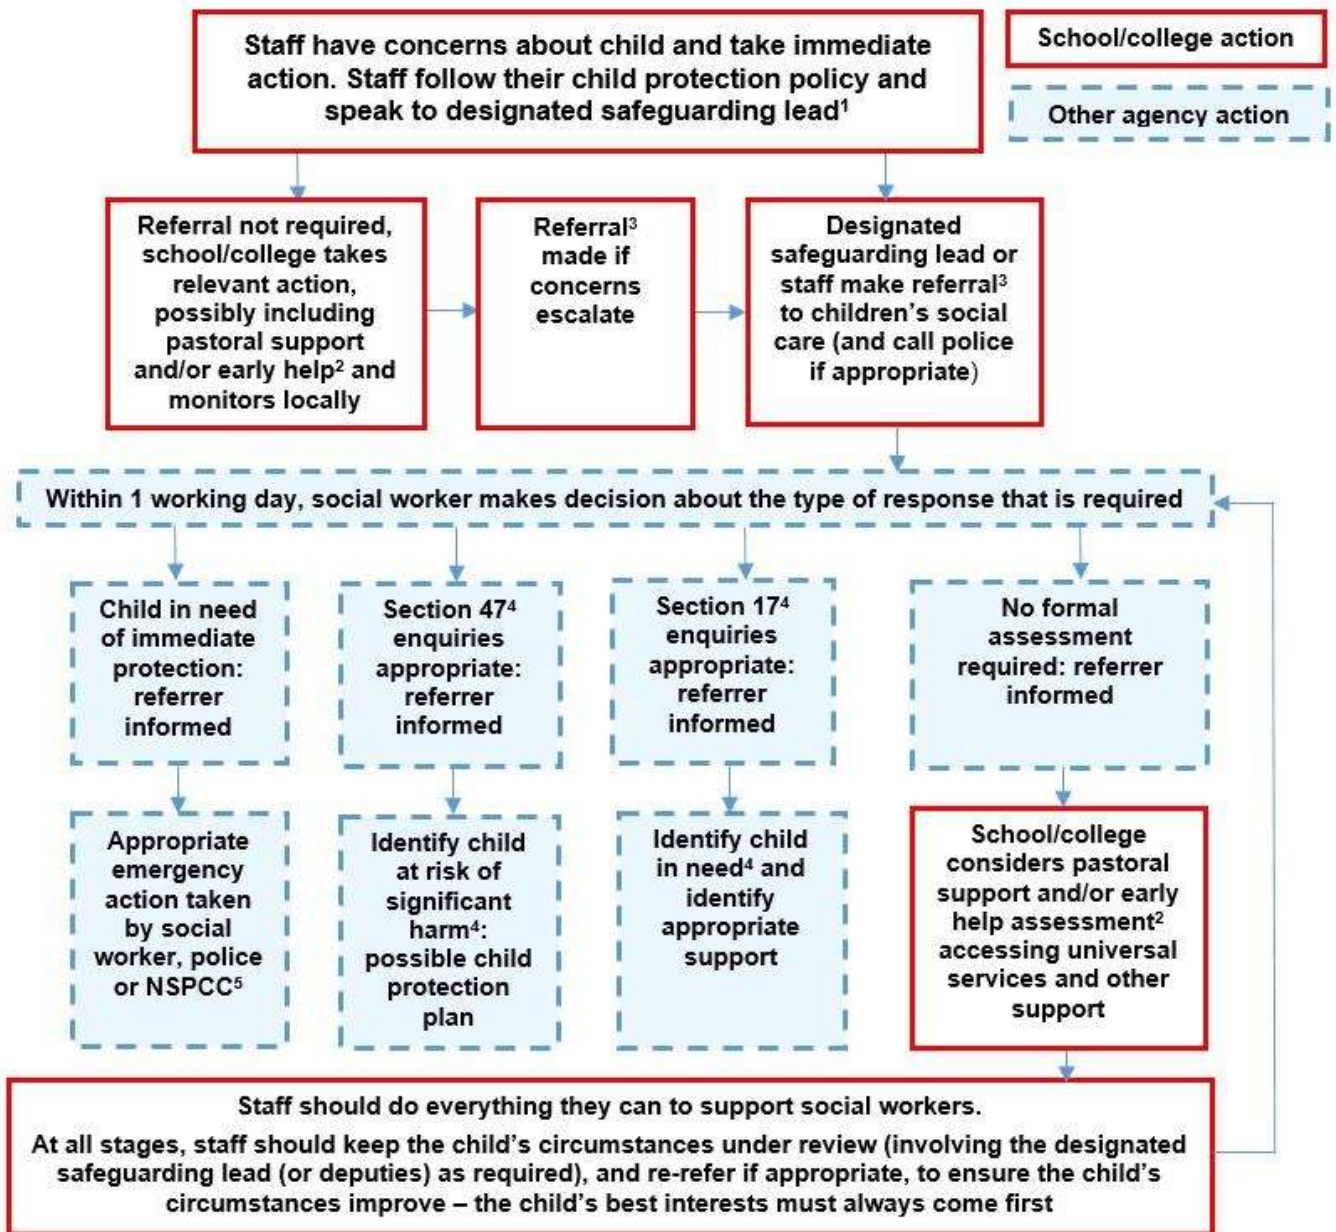 Staff have concerns about child and take immediate
action. Staff follow their child protection policy and
speak to designated safeguarding lead¹
School/college action
Other agency action
Referral not required,
school/college takes
relevant action,
possibly including
pastoral support
and/or early help² and
monitors locally
Referral³
made if
concerns
escalate
Designated
safeguarding lead or
staff make referral³
to children’s social
care (and call police
if appropriate)
Within 1 working day, social worker makes decision about the type of response that is required
Child in need
of immediate
protection:
referrer
informed
Section 47⁴
enquiries
appropriate:
referrer
informed
Section 17⁴
enquiries
appropriate:
referrer
informed
No formal
assessment
required: referrer
informed
Appropriate
emergency
action taken
by social
worker, police
or NSPCC⁵
Identify child
at risk of
significant
harm⁴:
possible child
protection
plan
Identify child
in need⁴ and
identify
appropriate
support
School/college
considers pastoral
support and/or early
help assessment²
accessing universal
services and other
support
Staff should do everything they can to support social workers.
At all stages, staff should keep the child’s circumstances under review (involving the designated
safeguarding lead (or deputies) as required), and re-refer if appropriate, to ensure the child’s
circumstances improve – the child’s best interests must always come first